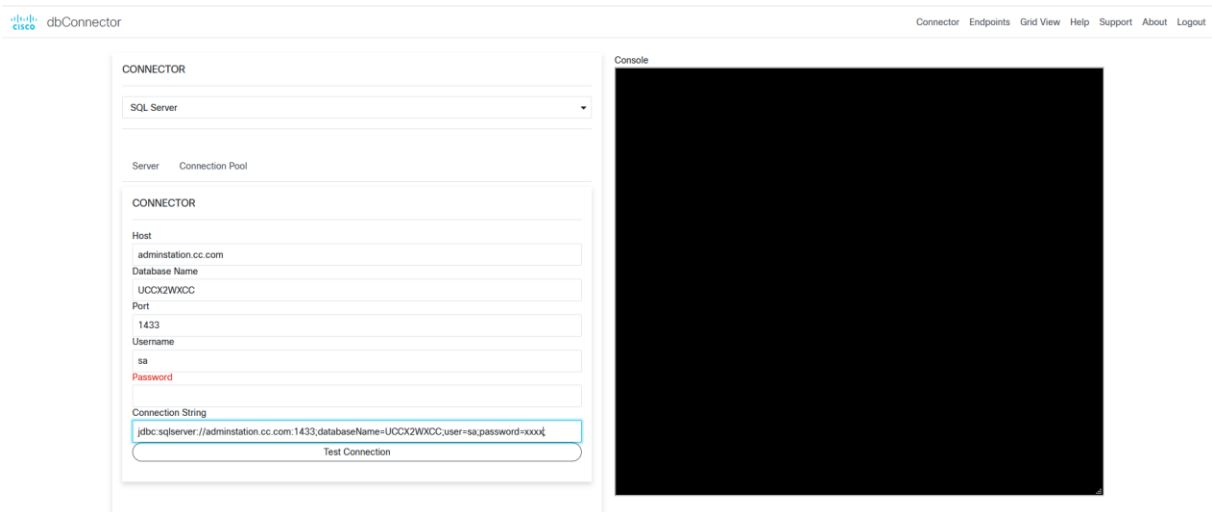 cisco dbConnector
Connector Endpoints Grid View Help Support About Logout
CONNECTOR
SQL Server
Server Connection Pool
CONNECTOR
Host
adminstation.cc.com
Database Name
UCCX2WXCC
Port
1433
Username
sa
Password
Connection String
jdbc:sqlserver://adminstation.cc.com:1433;databaseName=UCCX2WXCC;user=sa;password=xxxx;
Test Connection
Console